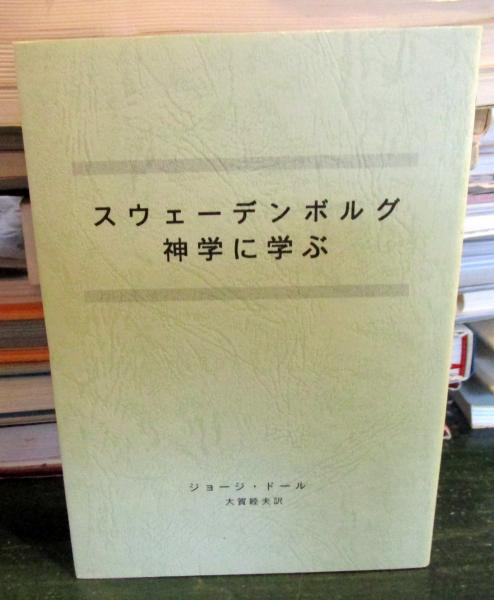 スウェーデンボルグ
神学に学ぶ
ジョージ・ドール
大賀睦夫訳